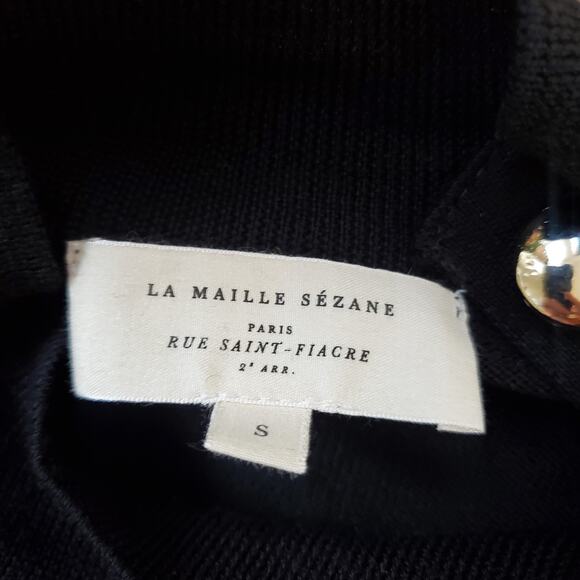 LA MAILLE SÉZANE
PARIS
RUE SAINT-FIACRE
2ᵉ ARR.
S